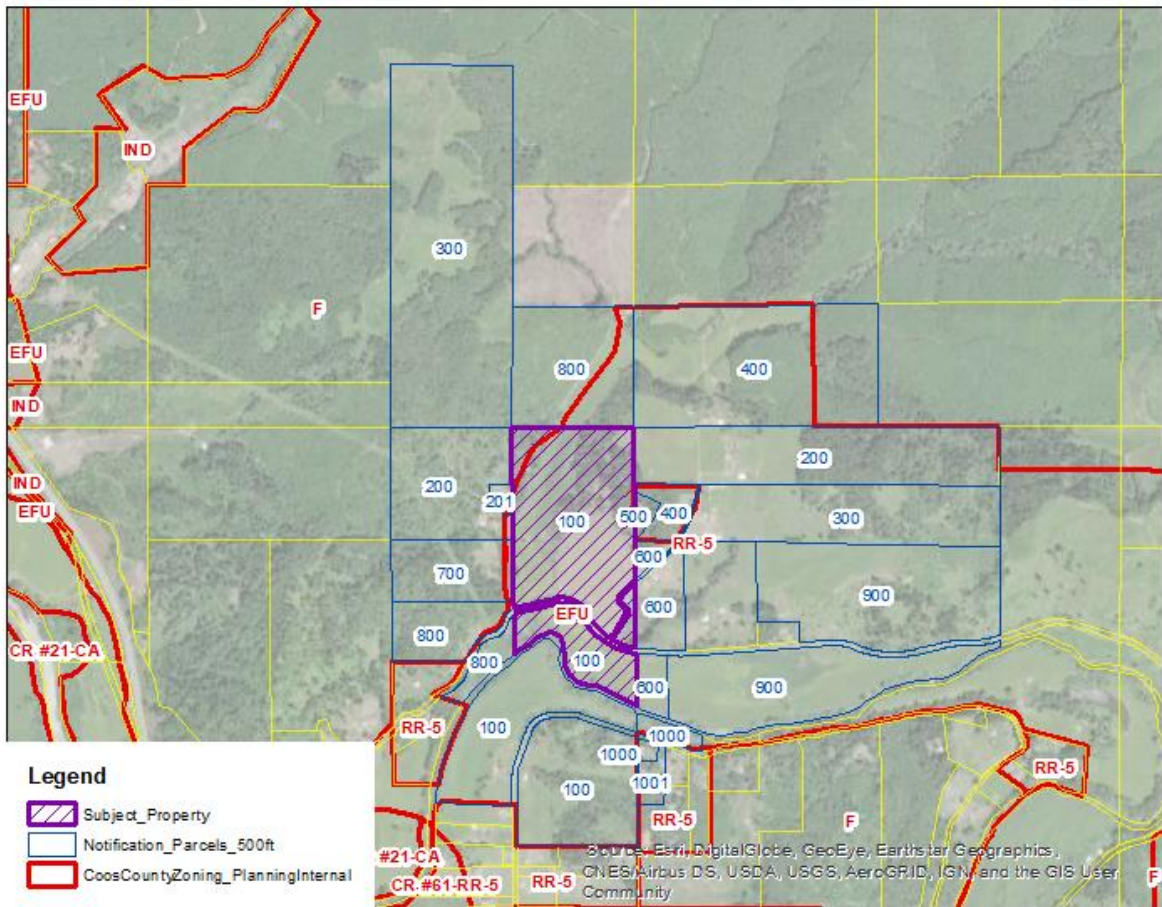 EFU
IND
300
F
EFU
800
400
IND
200
200
IND
201
EFU
100
500
400
300
RR-5
600
700
600
900
EFU
800
CR #21-CA
100
800
600
900
RR-5
100
1000
1000
RR-5
1001
100
RR-5
F
#21-CA
CR #61-RR-5
RR-5
F
Legend
Subject_Property
Notification_Parcels_500ft
CoosCountyZoning_PlanningInternal
Source: Esri, DigitalGlobe, GeoEye, Earthstar Geographics,
CNES/Airbus DS, USDA, USGS, AeroGRID, IGN, and the GIS User
Community